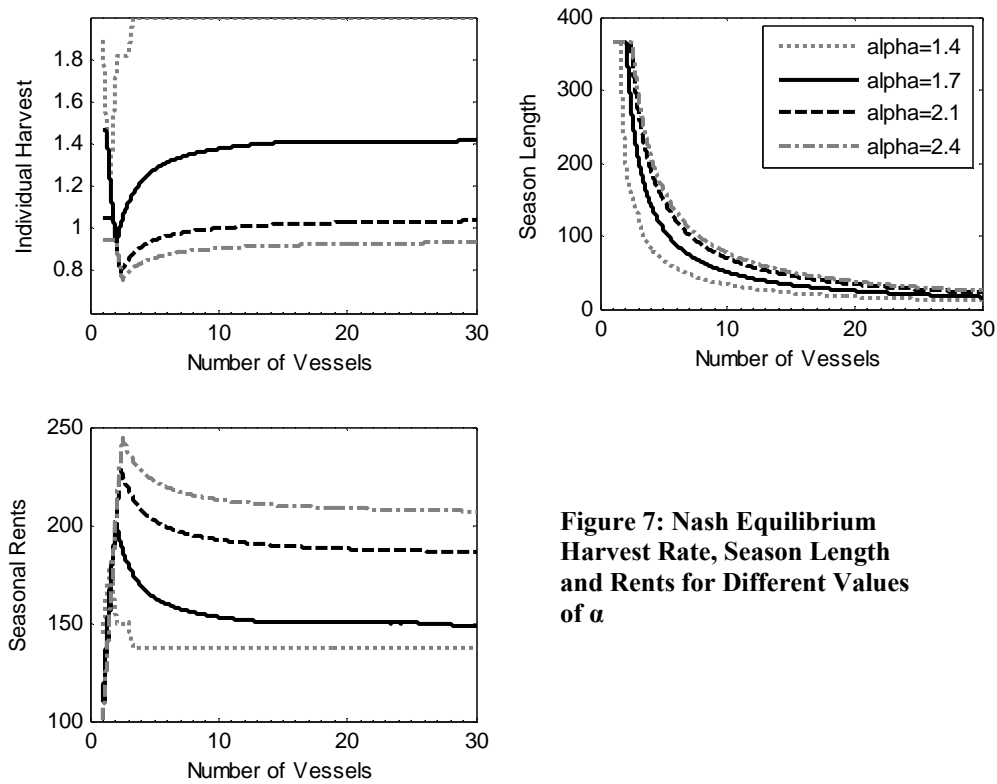 1.8
1.6
1.4
1.2
1
0.8
0
10
20
30
Individual Harvest
Number of Vessels
400
300
200
100
0
0
10
20
30
Season Length
Number of Vessels
alpha=1.4
alpha=1.7
alpha=2.1
alpha=2.4
250
200
150
100
0
10
20
30
Seasonal Rents
Number of Vessels
Figure 7: Nash Equilibrium
Harvest Rate, Season Length
and Rents for Different Values
of α